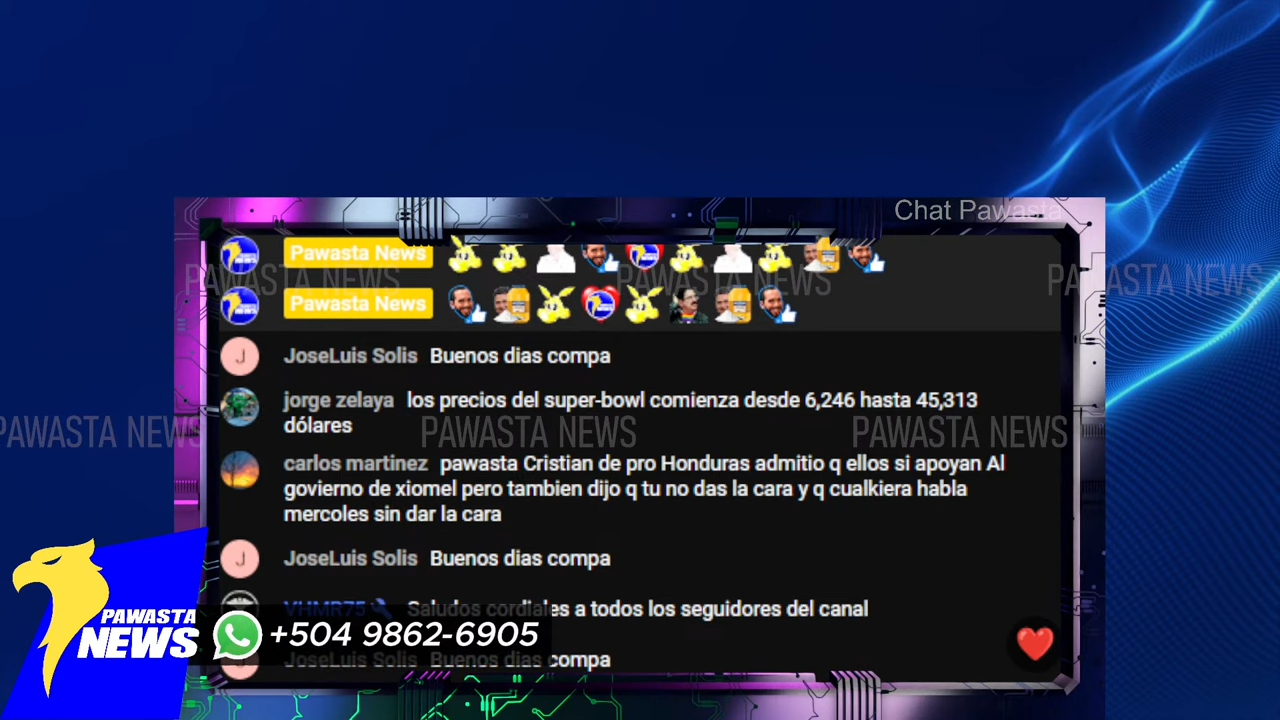 Chat Pawasta
Pawasta News
PAWASTA NEWS PAWASTA NEWS PAWASTA NEWS
Pawasta News
JoseLuis Solis Buenos dias compa
jorge zelaya los precios del super-bowl comienza desde 6,246 hasta 45,313
dólares
PAWASTA NEWS PAWASTA NEWS PAWASTA NEWS
carlos martinez pawasta Cristian de pro Honduras admitio q ellos si apoyan Al
govierno de xiomel pero tambien dijo q tu no das la cara y q cualkiera habla
mercoles sin dar la cara
JoseLuis Solis Buenos dias compa
VHMR75 Saludos cordiales a todos los seguidores del canal
PAWASTA
NEWS
+504 9862-6905
JoseLuis Solis Buenos dias compa